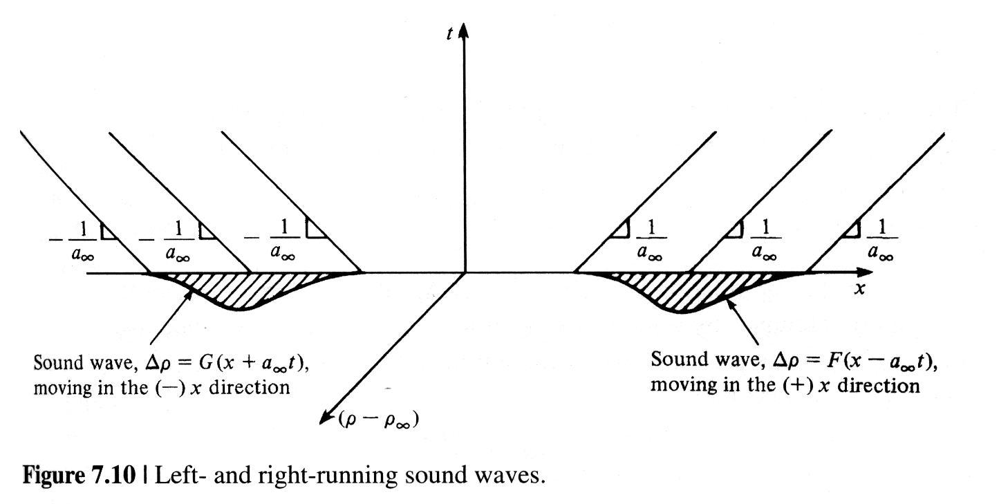 t
− 1/a∞ − 1/a∞ − 1/a∞ 1/a∞ 1/a∞ 1/a∞
x
Sound wave, Δρ = G(x + a∞t),
moving in the (−) x direction
Sound wave, Δρ = F(x − a∞t),
moving in the (+) x direction
(ρ − ρ∞)
Figure 7.10 | Left- and right-running sound waves.